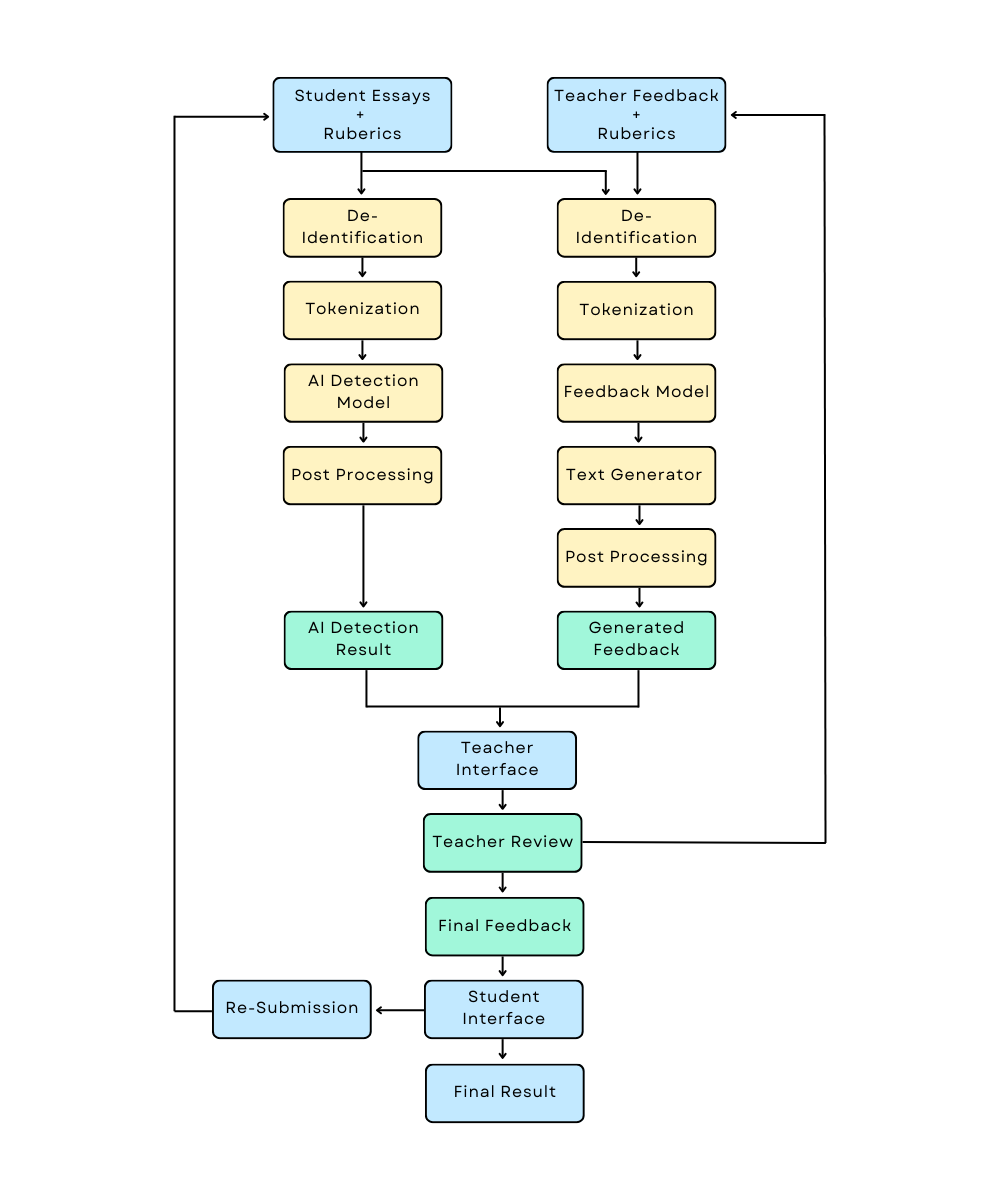 Student Essays
+
Ruberics
Teacher Feedback
+
Ruberics
De-
Identification
De-
Identification
Tokenization
Tokenization
AI Detection
Model
Feedback Model
Post Processing
Text Generator
Post Processing
AI Detection
Result
Generated
Feedback
Teacher
Interface
Teacher Review
Final Feedback
Re-Submission
Student
Interface
Final Result